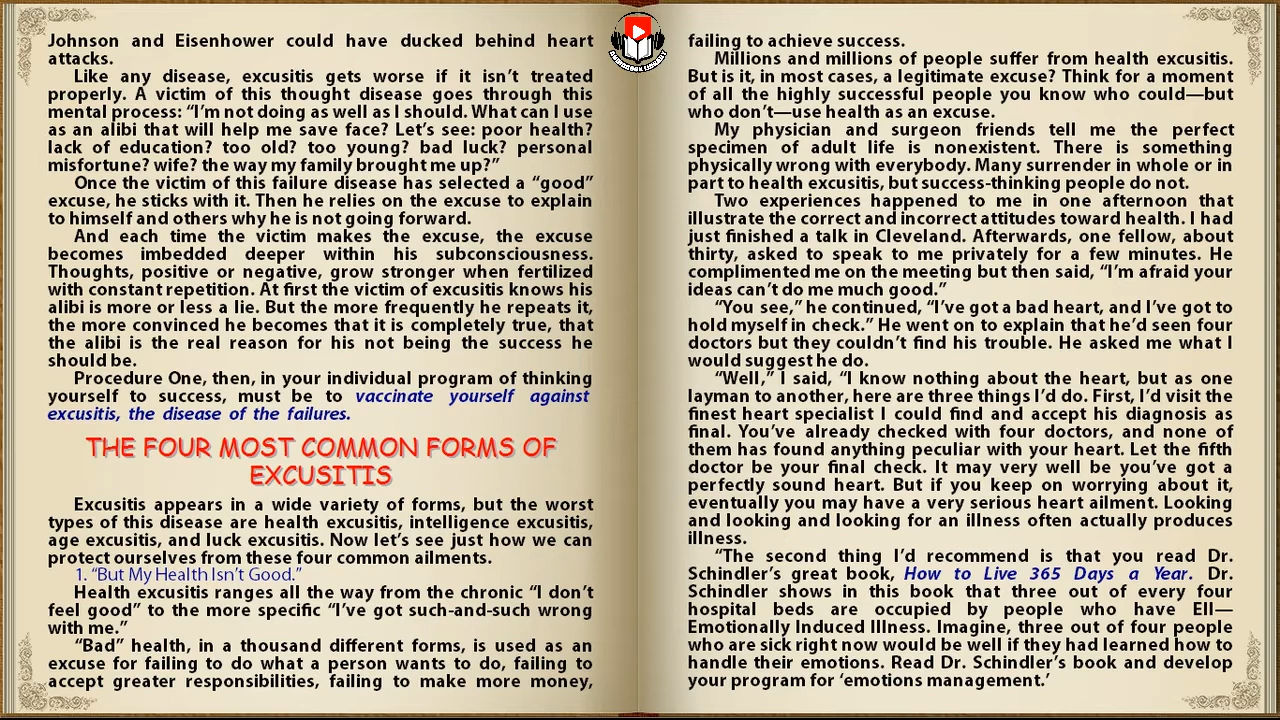 Johnson and Eisenhower could have ducked behind heart
attacks.
Like any disease, excusitis gets worse if it isn't treated
properly. A victim of this thought disease goes through this
mental process: “I'm not doing as well as I should. What can I use
as an alibi that will help me save face? Let's see: poor health?
lack of education? too old? too young? bad luck? personal
misfortune? wife? the way my family brought me up?”
Once the victim of this failure disease has selected a “good”
excuse, he sticks with it. Then he relies on the excuse to explain
to himself and others why he is not going forward.
And each time the victim makes the excuse, the excuse
becomes imbedded deeper within his subconsciousness.
Thoughts, positive or negative, grow stronger when fertilized
with constant repetition. At first the victim of excusitis knows his
alibi is more or less a lie. But the more frequently he repeats it,
the more convinced he becomes that it is completely true, that
the alibi is the real reason for his not being the success he
should be.
Procedure One, then, in your individual program of thinking
yourself to success, must be to vaccinate yourself against
excusitis, the disease of the failures.
THE FOUR MOST COMMON FORMS OF
EXCUSITIS
Excusitis appears in a wide variety of forms, but the worst
types of this disease are health excusitis, intelligence excusitis,
age excusitis, and luck excusitis. Now let's see just how we can
protect ourselves from these four common ailments.
1. “But My Health Isn't Good.”
Health excusitis ranges all the way from the chronic “I don't
feel good” to the more specific “I've got such-and-such wrong
with me.”
“Bad” health, in a thousand different forms, is used as an
excuse for failing to do what a person wants to do, failing to
accept greater responsibilities, failing to make more money,
failing to achieve success.
Millions and millions of people suffer from health excusitis.
But is it, in most cases, a legitimate excuse? Think for a moment
of all the highly successful people you know who could—but
who don't—use health as an excuse.
My physician and surgeon friends tell me the perfect
specimen of adult life is nonexistent. There is something
physically wrong with everybody. Many surrender in whole or in
part to health excusitis, but success-thinking people do not.
Two experiences happened to me in one afternoon that
illustrate the correct and incorrect attitudes toward health. I had
just finished a talk in Cleveland. Afterwards, one fellow, about
thirty, asked to speak to me privately for a few minutes. He
complimented me on the meeting but then said, “I'm afraid your
ideas can't do me much good.”
“You see,” he continued, “I've got a bad heart, and I've got to
hold myself in check.” He went on to explain that he'd seen four
doctors but they couldn't find his trouble. He asked me what I
would suggest he do.
“Well,” I said, “I know nothing about the heart, but as one
layman to another, here are three things I'd do. First, I'd visit the
finest heart specialist I could find and accept his diagnosis as
final. You've already checked with four doctors, and none of
them has found anything peculiar with your heart. Let the fifth
doctor be your final check. It may very well be you've got a
perfectly sound heart. But if you keep on worrying about it,
eventually you may have a very serious heart ailment. Looking
and looking and looking for an illness often actually produces
illness.
“The second thing I'd recommend is that you read Dr.
Schindler's great book, How to Live 365 Days a Year. Dr.
Schindler shows in this book that three out of every four
hospital beds are occupied by people who have EII—
Emotionally Induced Illness. Imagine, three out of four people
who are sick right now would be well if they had learned how to
handle their emotions. Read Dr. Schindler's book and develop
your program for ‘emotions management.’